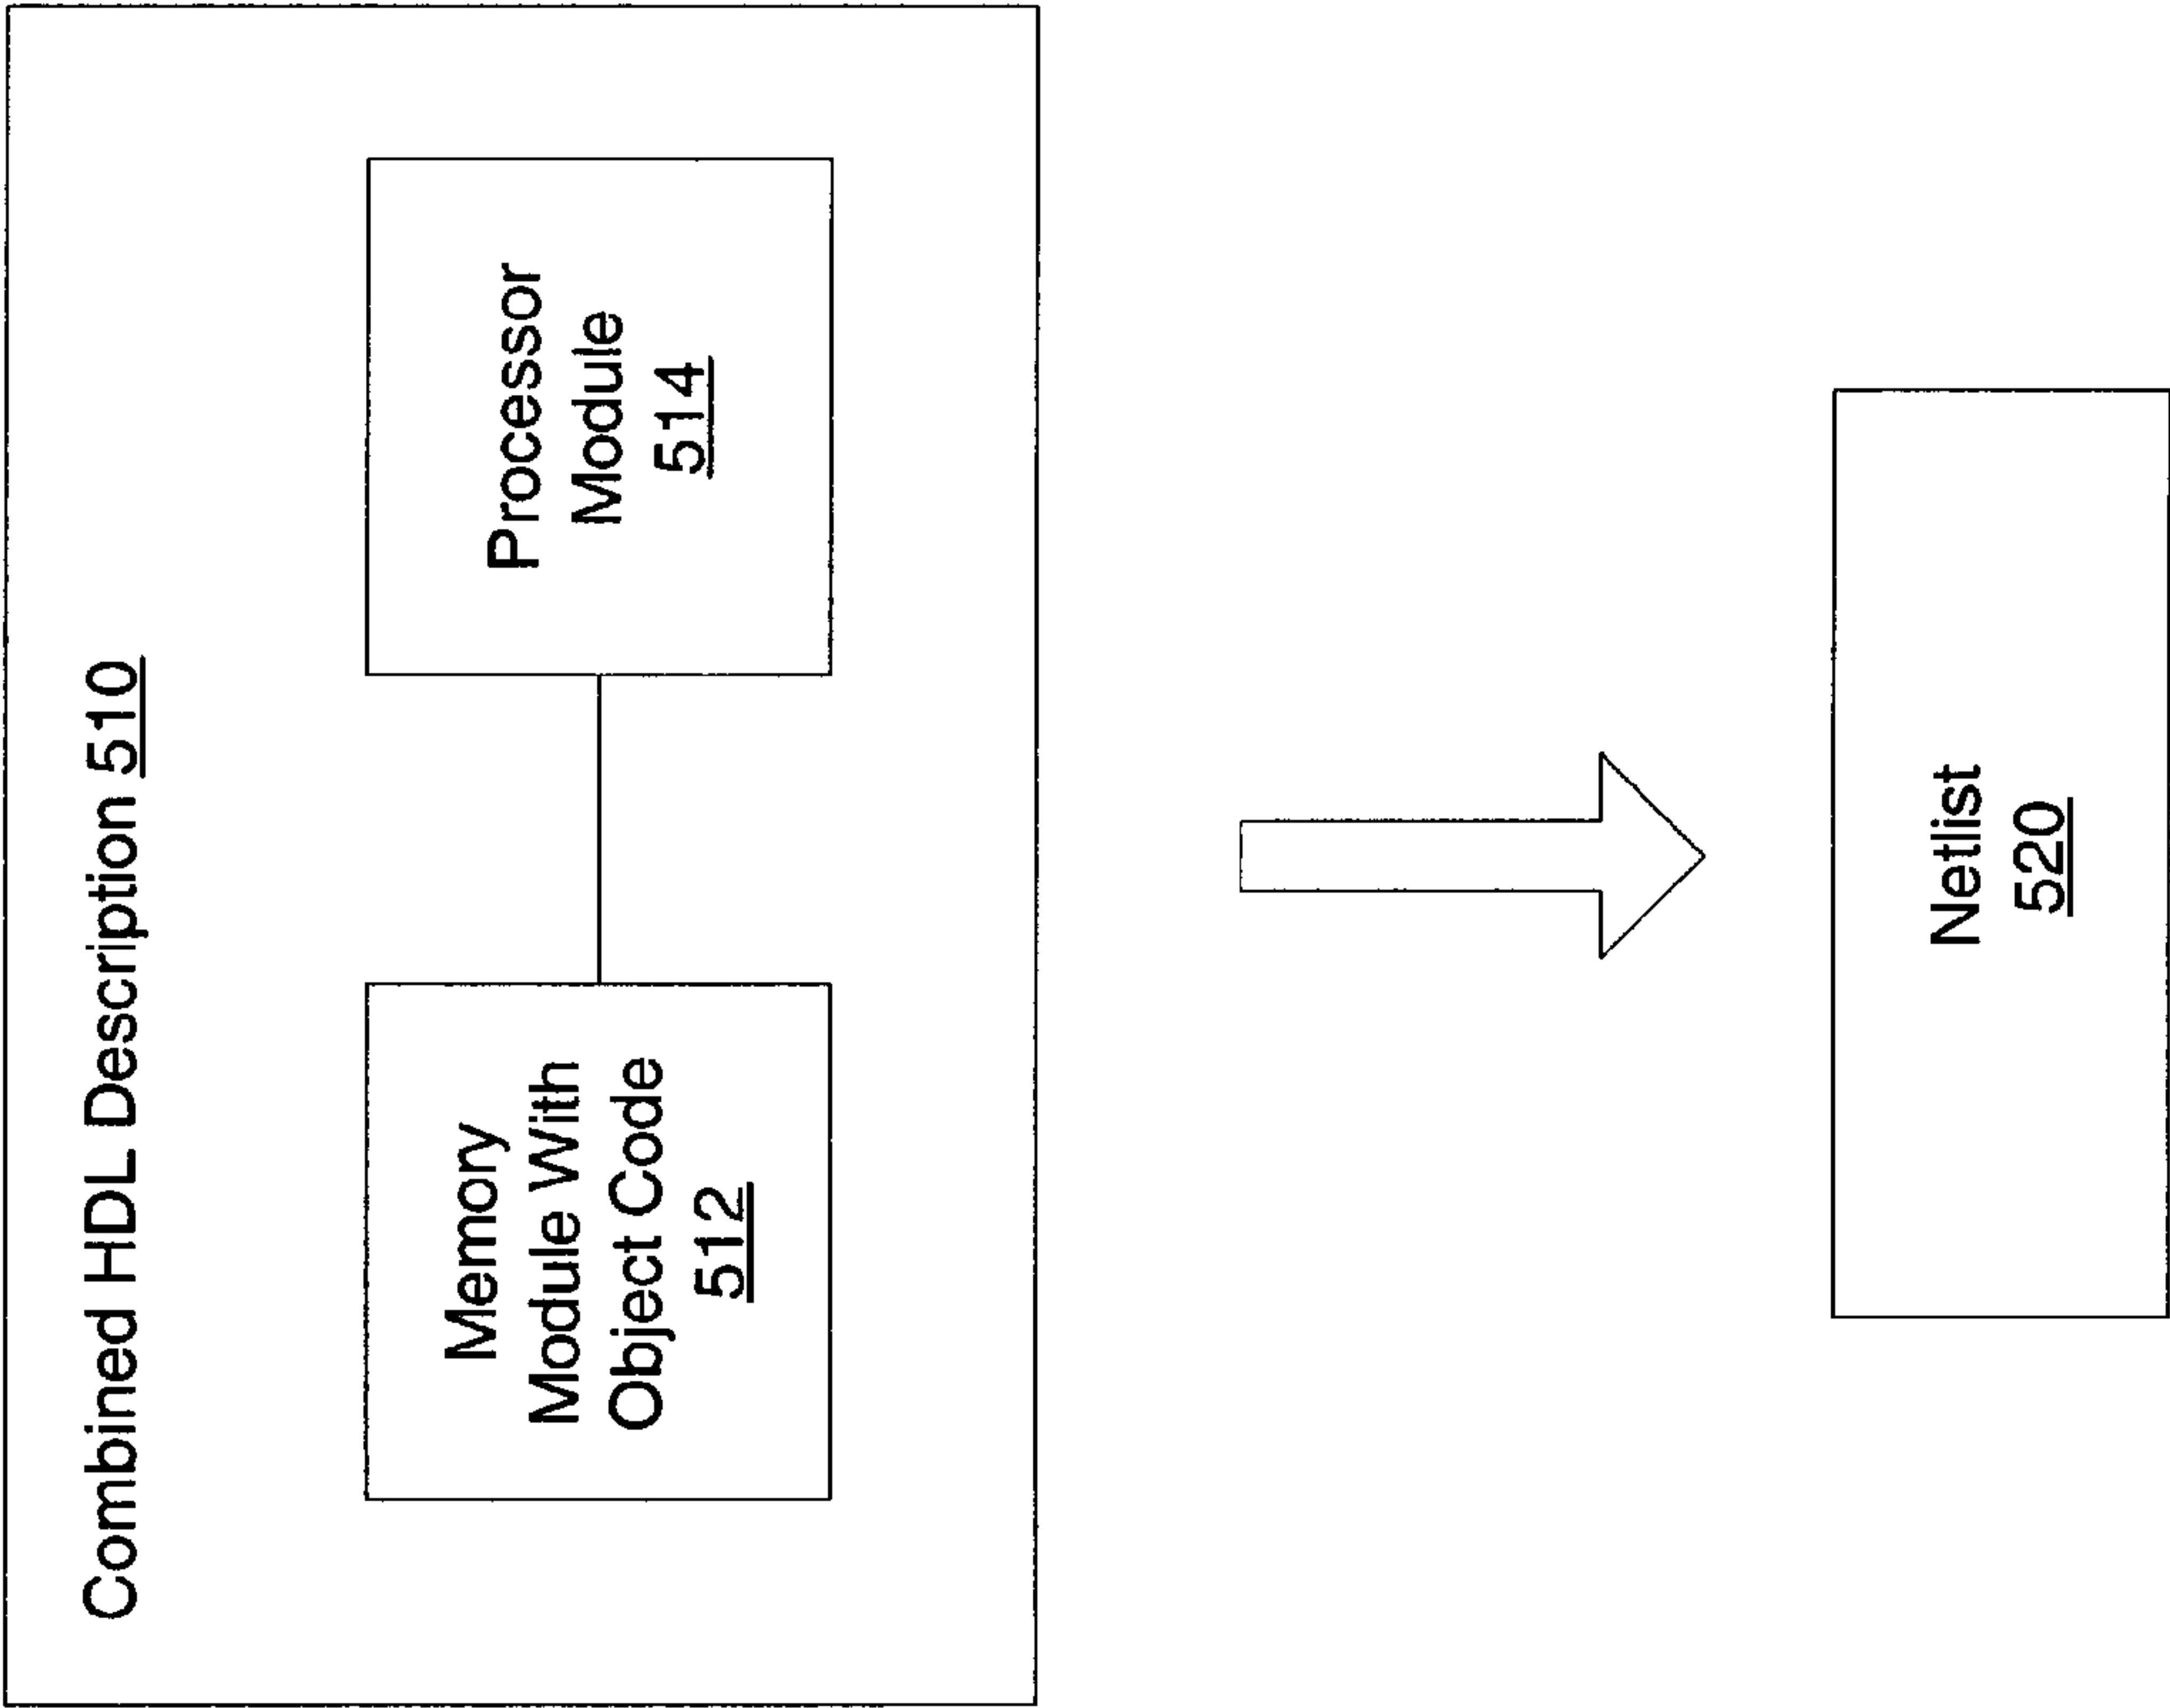 Combined HDL Description 510
Memory
Module With
Object Code
512
Processor
Module
514
Netlist
520